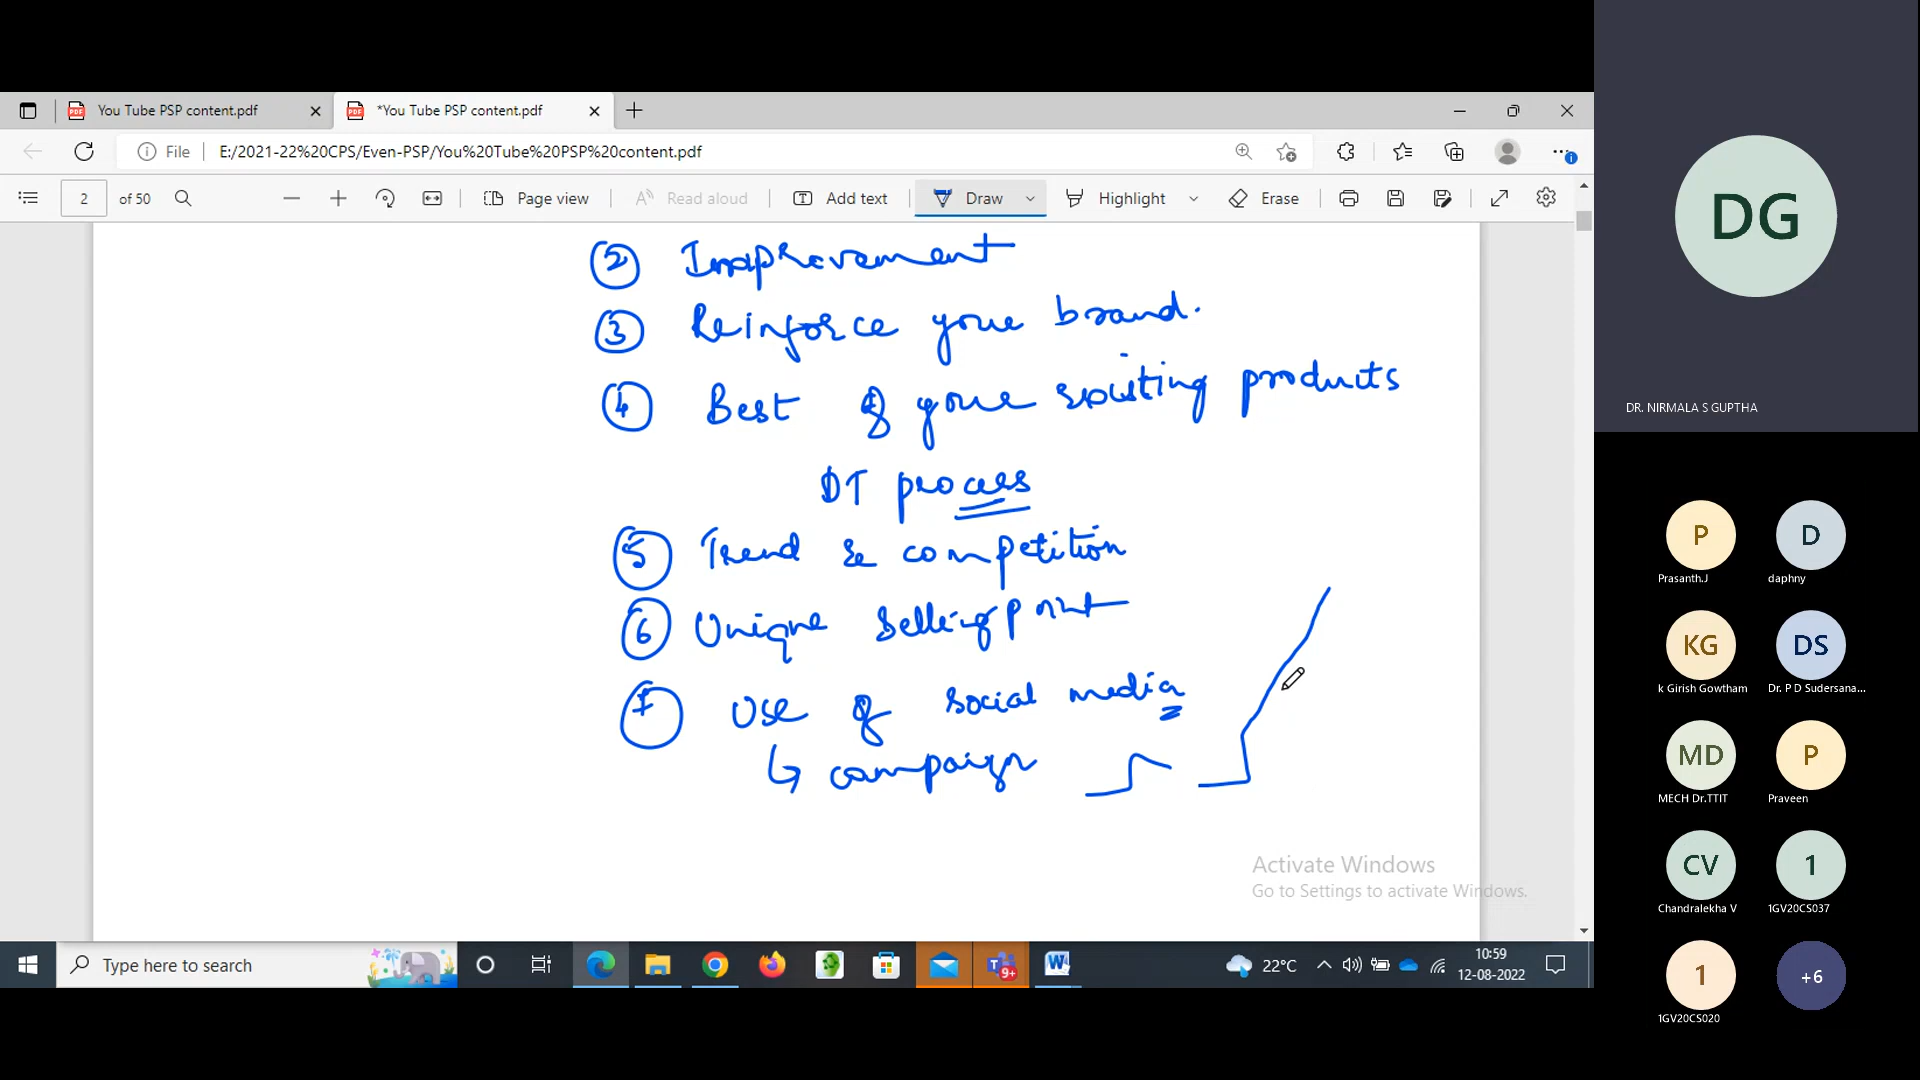 You Tube PSP content.pdf
*You Tube PSP content.pdf
File
E:/2021-22%20CPS/Even-PSP/You%20Tube%20PSP%20content.pdf
2 of 50
Page view
Read aloud
Add text
Draw
Highlight
Erase
2 Improvement
3 Reinforce your brand.
4 Best of your existing products
DT process
5 Trend & competition
6 Unique selling point
7 Use of social media
campaign
Activate Windows
Go to Settings to activate Windows.
Type here to search
9+
22°C
10:59
12-08-2022
DG
DR. NIRMALA S GUPTHA
P D
Prasanth.J daphny
KG DS
k Girish Gowtham Dr. P D Sudersana...
MD P
MECH Dr.TTIT Praveen
CV 1
Chandralekha V 1GV20CS037
1 +6
1GV20CS020